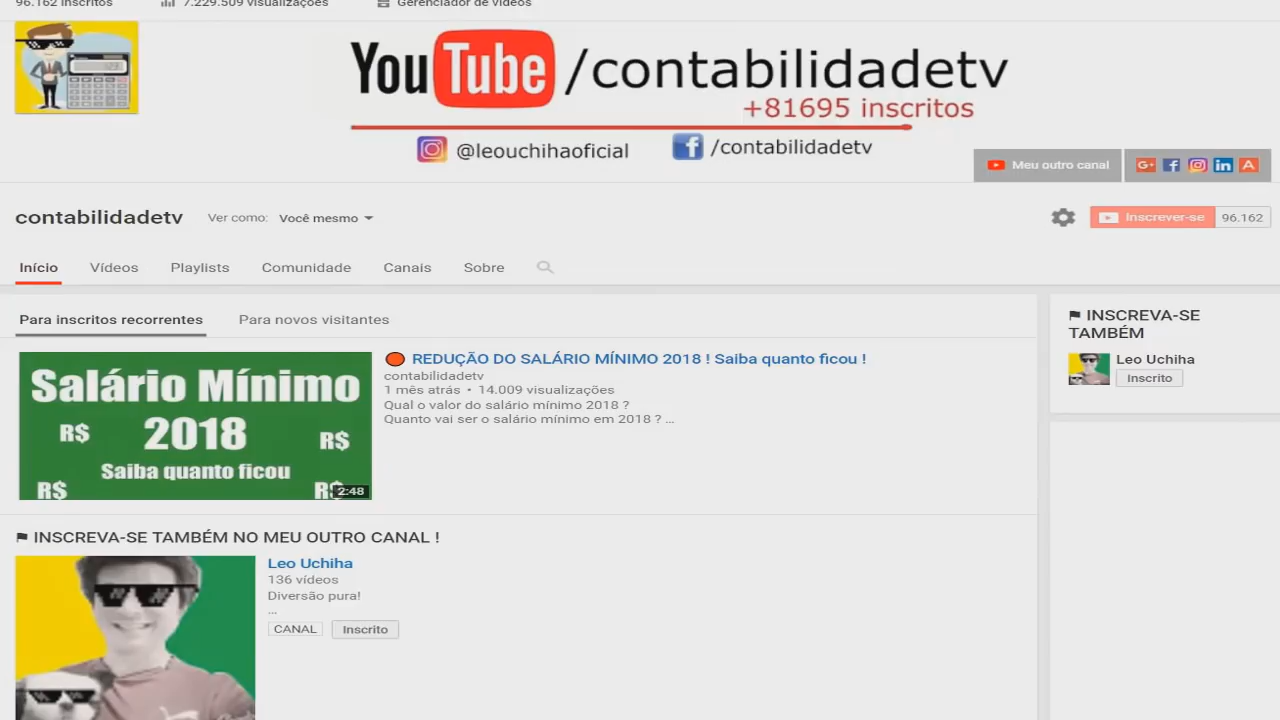 96.162 inscritos 7.229.509 visualizações Gerenciador de vídeos
YouTube /contabilidadetv
+81695 inscritos
@leouchihaoficial /contabilidadetv
Meu outro canal
contabilidadetv Ver como: Você mesmo Inscrever-se 96.162
Início Vídeos Playlists Comunidade Canais Sobre
Para inscritos recorrentes Para novos visitantes
Salário Mínimo
R$ 2018 R$
Saiba quanto ficou
R$ R$ 2:48
REDUÇÃO DO SALÁRIO MÍNIMO 2018 ! Saiba quanto ficou !
contabilidadetv
1 mês atrás • 14.009 visualizações
Qual o valor do salário mínimo 2018 ?
Quanto vai ser o salário mínimo em 2018 ? ...
INSCREVA-SE
TAMBÉM
Leo Uchiha
Inscrito
INSCREVA-SE TAMBÉM NO MEU OUTRO CANAL !
Leo Uchiha
136 vídeos
Diversão pura!
...
CANAL Inscrito